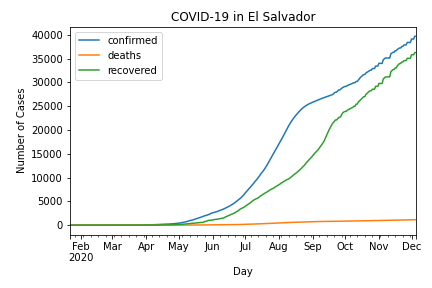 COVID-19 in El Salvador
confirmed
deaths
recovered
Number of Cases
40000
35000
30000
25000
20000
15000
10000
5000
0
Feb Mar Apr May Jun Jul Aug Sep Oct Nov Dec
2020
Day